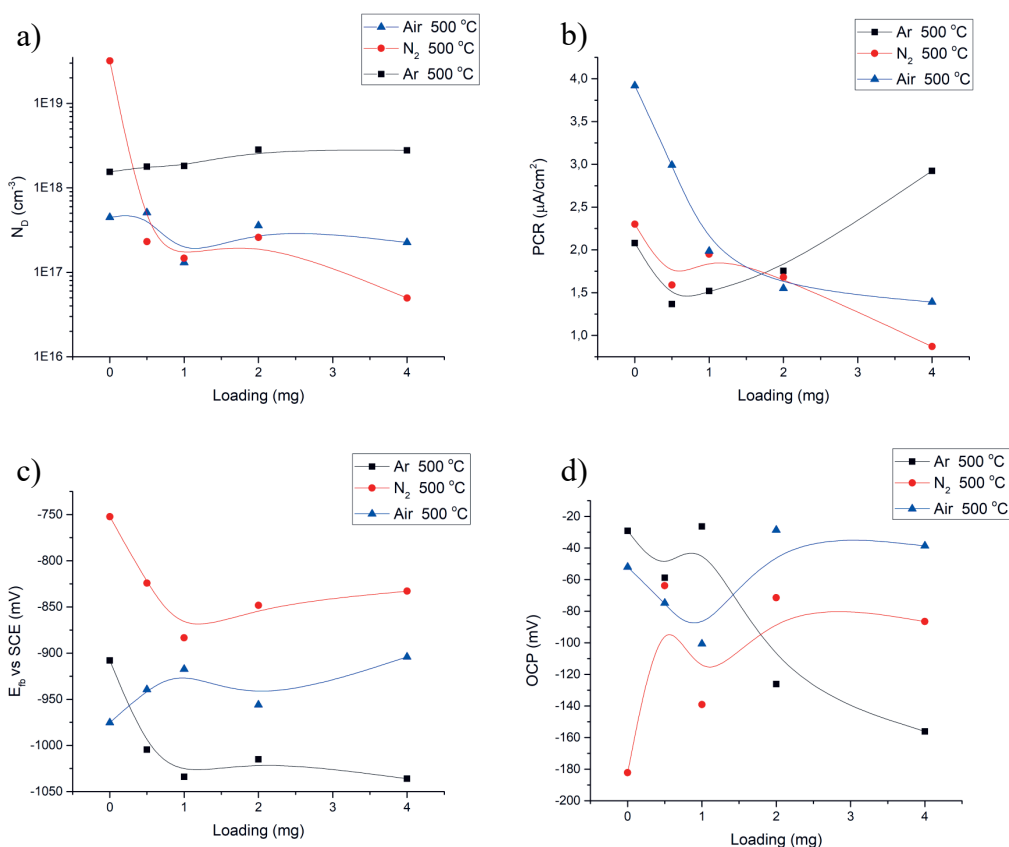 a)
Air 500 °C
N₂ 500 °C
Ar 500 °C
1E19
1E18
1E17
1E16
N_D (cm⁻³)
0 1 2 3 4
Loading (mg)
b)
Ar 500 °C
N₂ 500 °C
Air 500 °C
4,0
3,5
3,0
2,5
2,0
1,5
1,0
PCR (µA/cm²)
0 1 2 3 4
Loading (mg)
c)
Ar 500 °C
N₂ 500 °C
Air 500 °C
-750
-800
-850
-900
-950
-1000
-1050
E_fb vs SCE (mV)
0 1 2 3 4
Loading (mg)
d)
Ar 500 °C
N₂ 500 °C
Air 500 °C
-20
-40
-60
-80
-100
-120
-140
-160
-180
-200
OCP (mV)
0 1 2 3 4
Loading (mg)